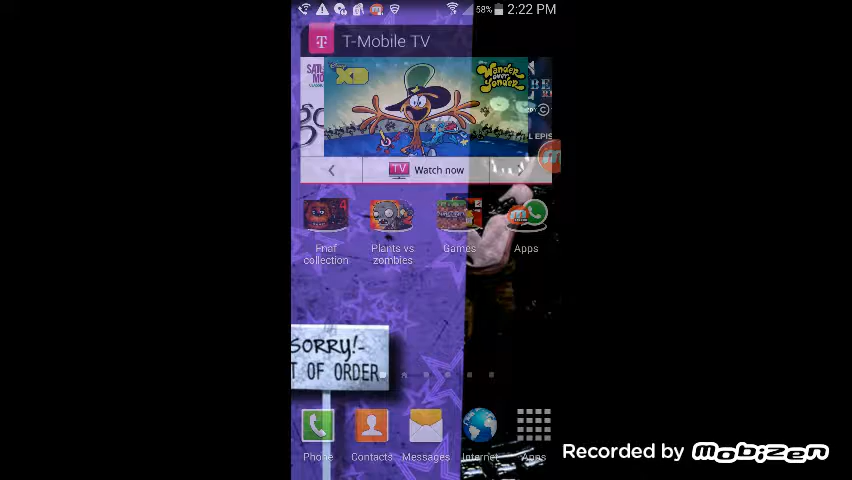 58% 2:22 PM
T-Mobile TV
XD
Wander
over
Yonder
TV Watch now
4
Fnaf
collection
Plants vs
zombies
Games
Apps
SORRY!-
T OF ORDER
Phone
Contacts
Messages
Internet
Apps
Recorded by mobizen